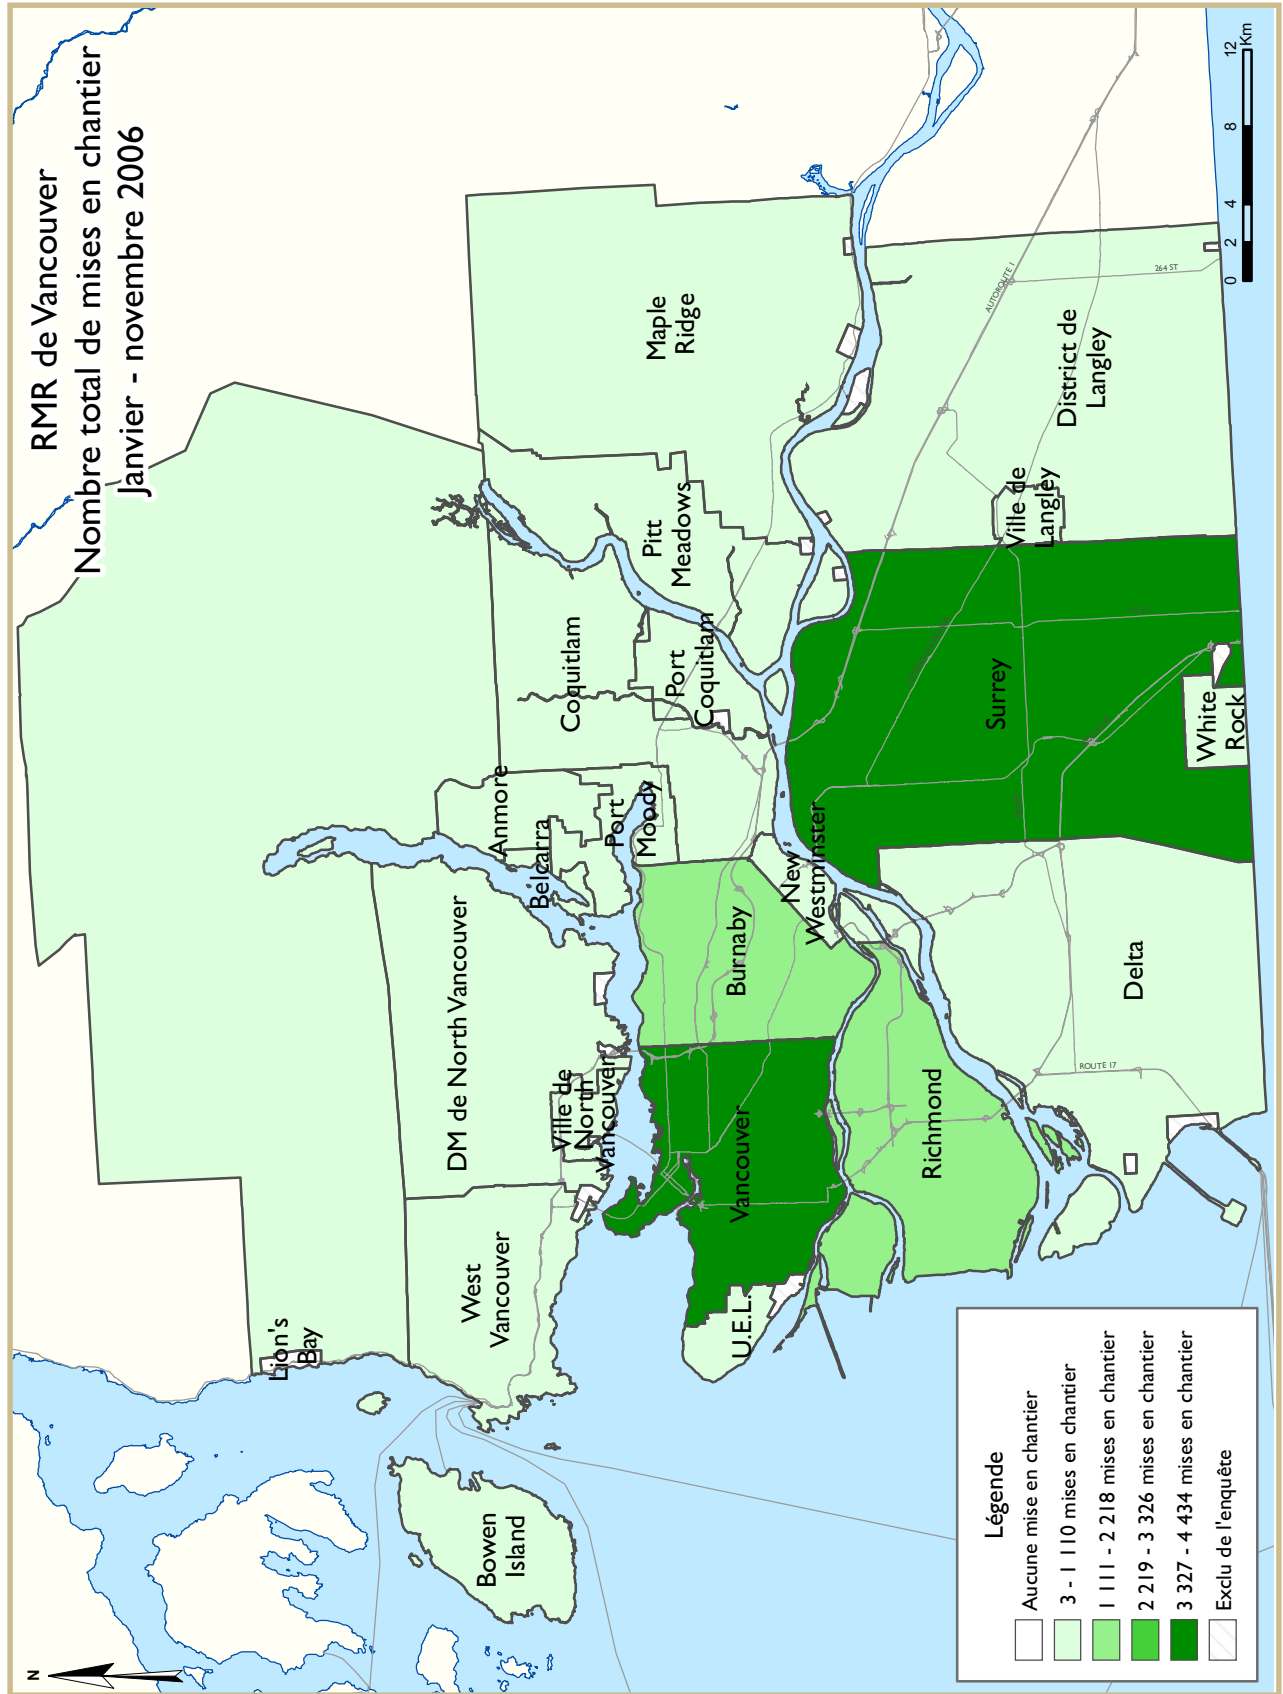 RMR de Vancouver
Nombre total de mises en chantier
Janvier - novembre 2006
N
Lion's
Bay
Bowen
Island
West
Vancouver
DM de North Vancouver
Ville de
North
Vancouver
Belcarra
Anmore
Port
Moody
Coquitlam
Port
Coquitlam
Pitt
Meadows
Maple
Ridge
U.E.L.
Vancouver
Burnaby
New
Westminster
Richmond
Delta
Surrey
White
Rock
Ville de
Langley
District de
Langley
AUTOROUTE 1
264 ST
ROUTE 17
Légende
Aucune mise en chantier
3 - 1 110 mises en chantier
1 111 - 2 218 mises en chantier
2 219 - 3 326 mises en chantier
3 327 - 4 434 mises en chantier
Exclu de l'enquête
0 2 4 8 12
Km